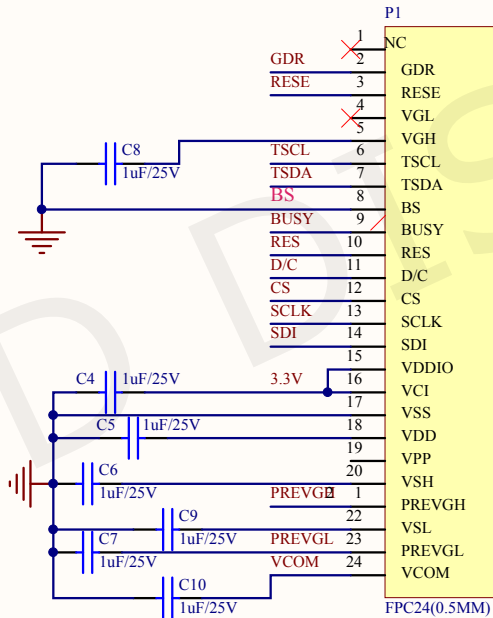 P1
1 NC
GDR 2 GDR
RESE 3 RESE
4 VGL
5 VGH
C8
1uF/25V
TSCL 6 TSCL
TSDA 7 TSDA
BS 8 BS
BUSY 9 BUSY
RES 10 RES
D/C 11 D/C
CS 12 CS
SCLK 13 SCLK
SDI 14 SDI
15 VDDIO
C4 1uF/25V 3.3V 16 VCI
17 VSS
C5 1uF/25V 18 VDD
19 VPP
C6 20 VSH
1uF/25V
PREVGH 21 PREVGH
C9 22 VSL
1uF/25V
C7 PREVGL 23 PREVGL
1uF/25V
VCOM 24 VCOM
C10
1uF/25V
FPC24(0.5MM)
D DIS